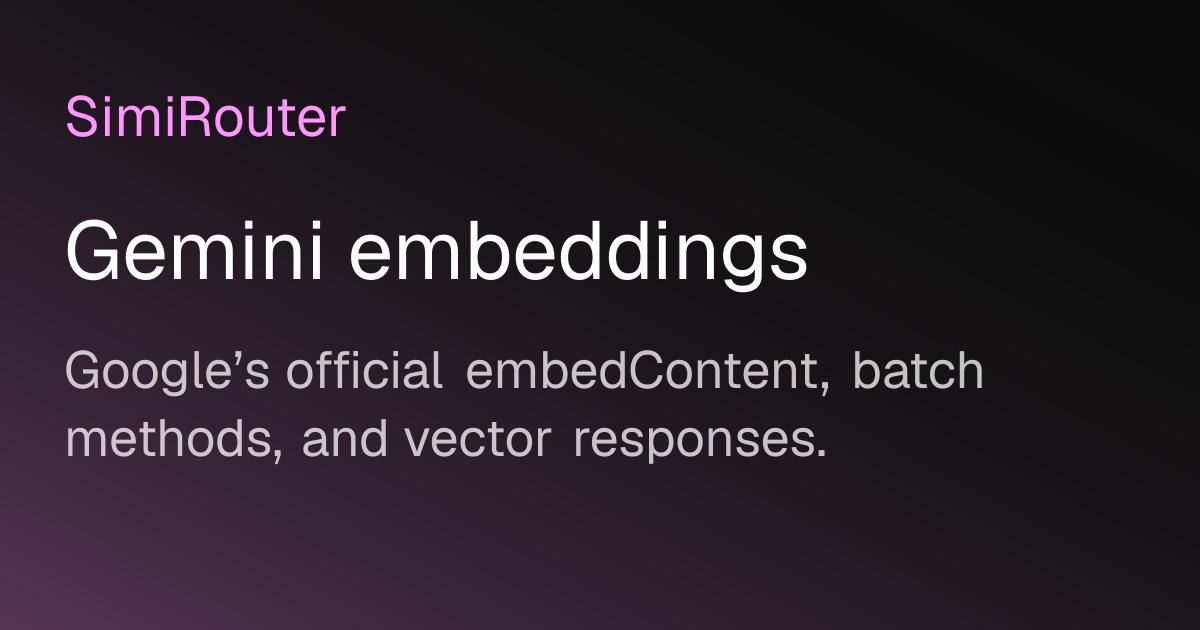 SimiRouter
Gemini embeddings
Google’s official embedContent, batch
methods, and vector responses.